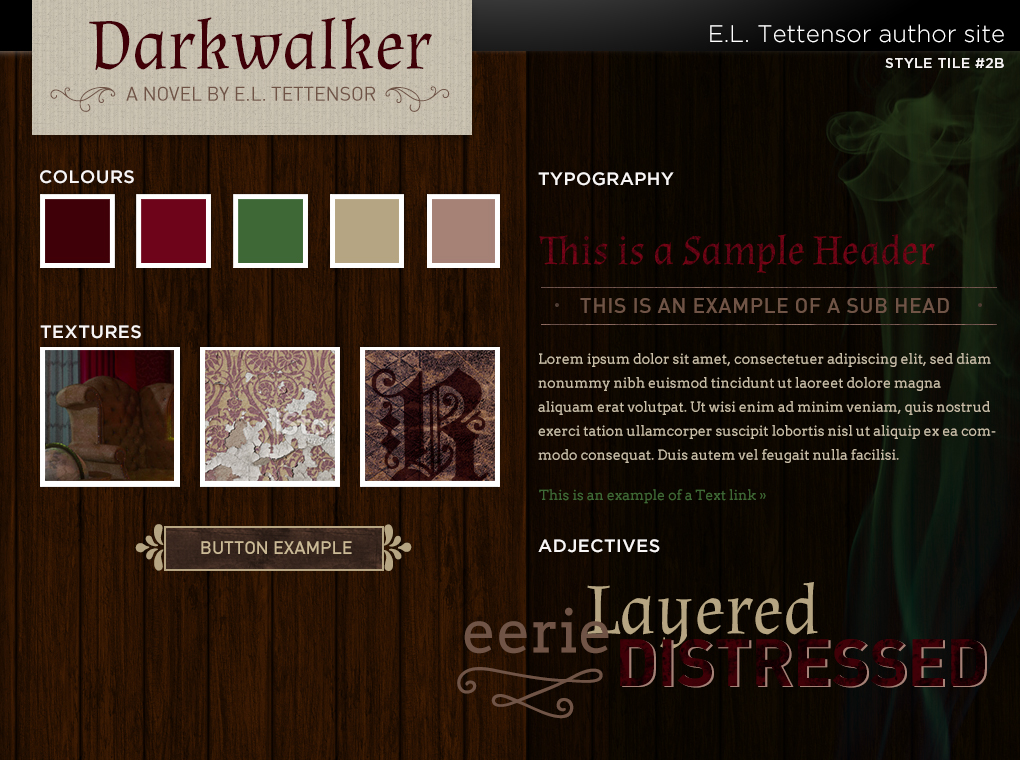 Darkwalker
A NOVEL BY E.L. TETTENSOR
E.L. Tettensor author site
STYLE TILE #2B
COLOURS
TEXTURES
R
BUTTON EXAMPLE
TYPOGRAPHY
This is a Sample Header
· THIS IS AN EXAMPLE OF A SUB HEAD ·
Lorem ipsum dolor sit amet, consectetuer adipiscing elit, sed diam
nonummy nibh euismod tincidunt ut laoreet dolore magna
aliquam erat volutpat. Ut wisi enim ad minim veniam, quis nostrud
exerci tation ullamcorper suscipit lobortis nisl ut aliquip ex ea com-
modo consequat. Duis autem vel feugait nulla facilisi.
This is an example of a Text link »
ADJECTIVES
Layered
eerie
DISTRESSED